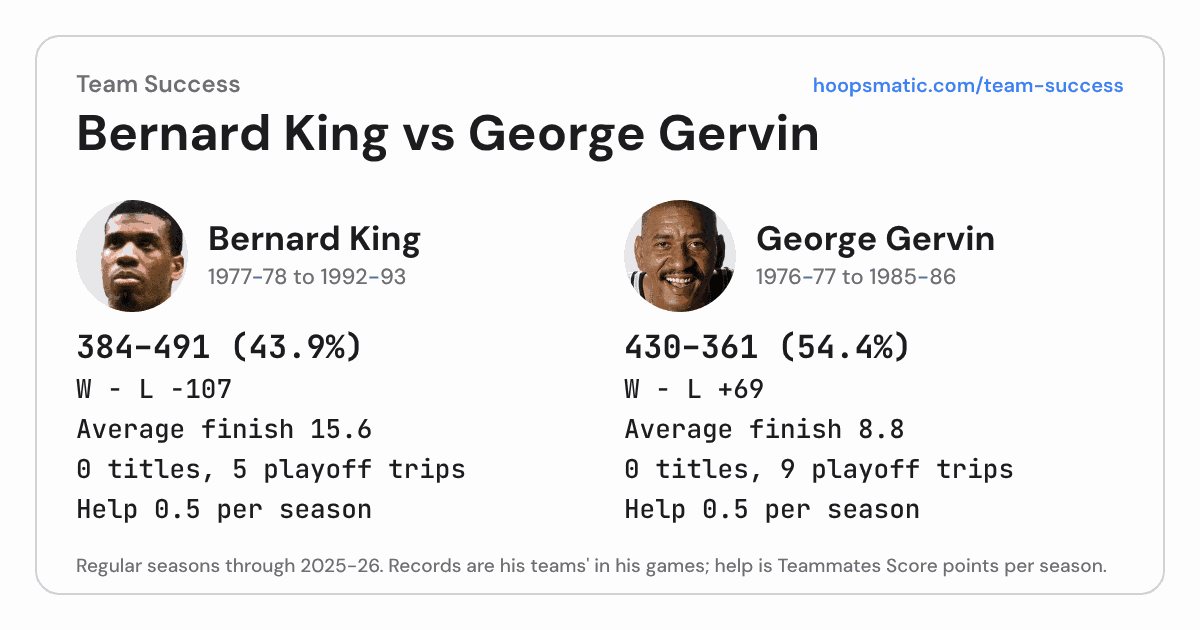 Team Success
hoopsmatic.com/team-success
Bernard King vs George Gervin
Bernard King
1977–78 to 1992–93
384–491 (43.9%)
W - L -107
Average finish 15.6
0 titles, 5 playoff trips
Help 0.5 per season
George Gervin
1976–77 to 1985–86
430–361 (54.4%)
W - L +69
Average finish 8.8
0 titles, 9 playoff trips
Help 0.5 per season
Regular seasons through 2025-26. Records are his teams' in his games; help is Teammates Score points per season.